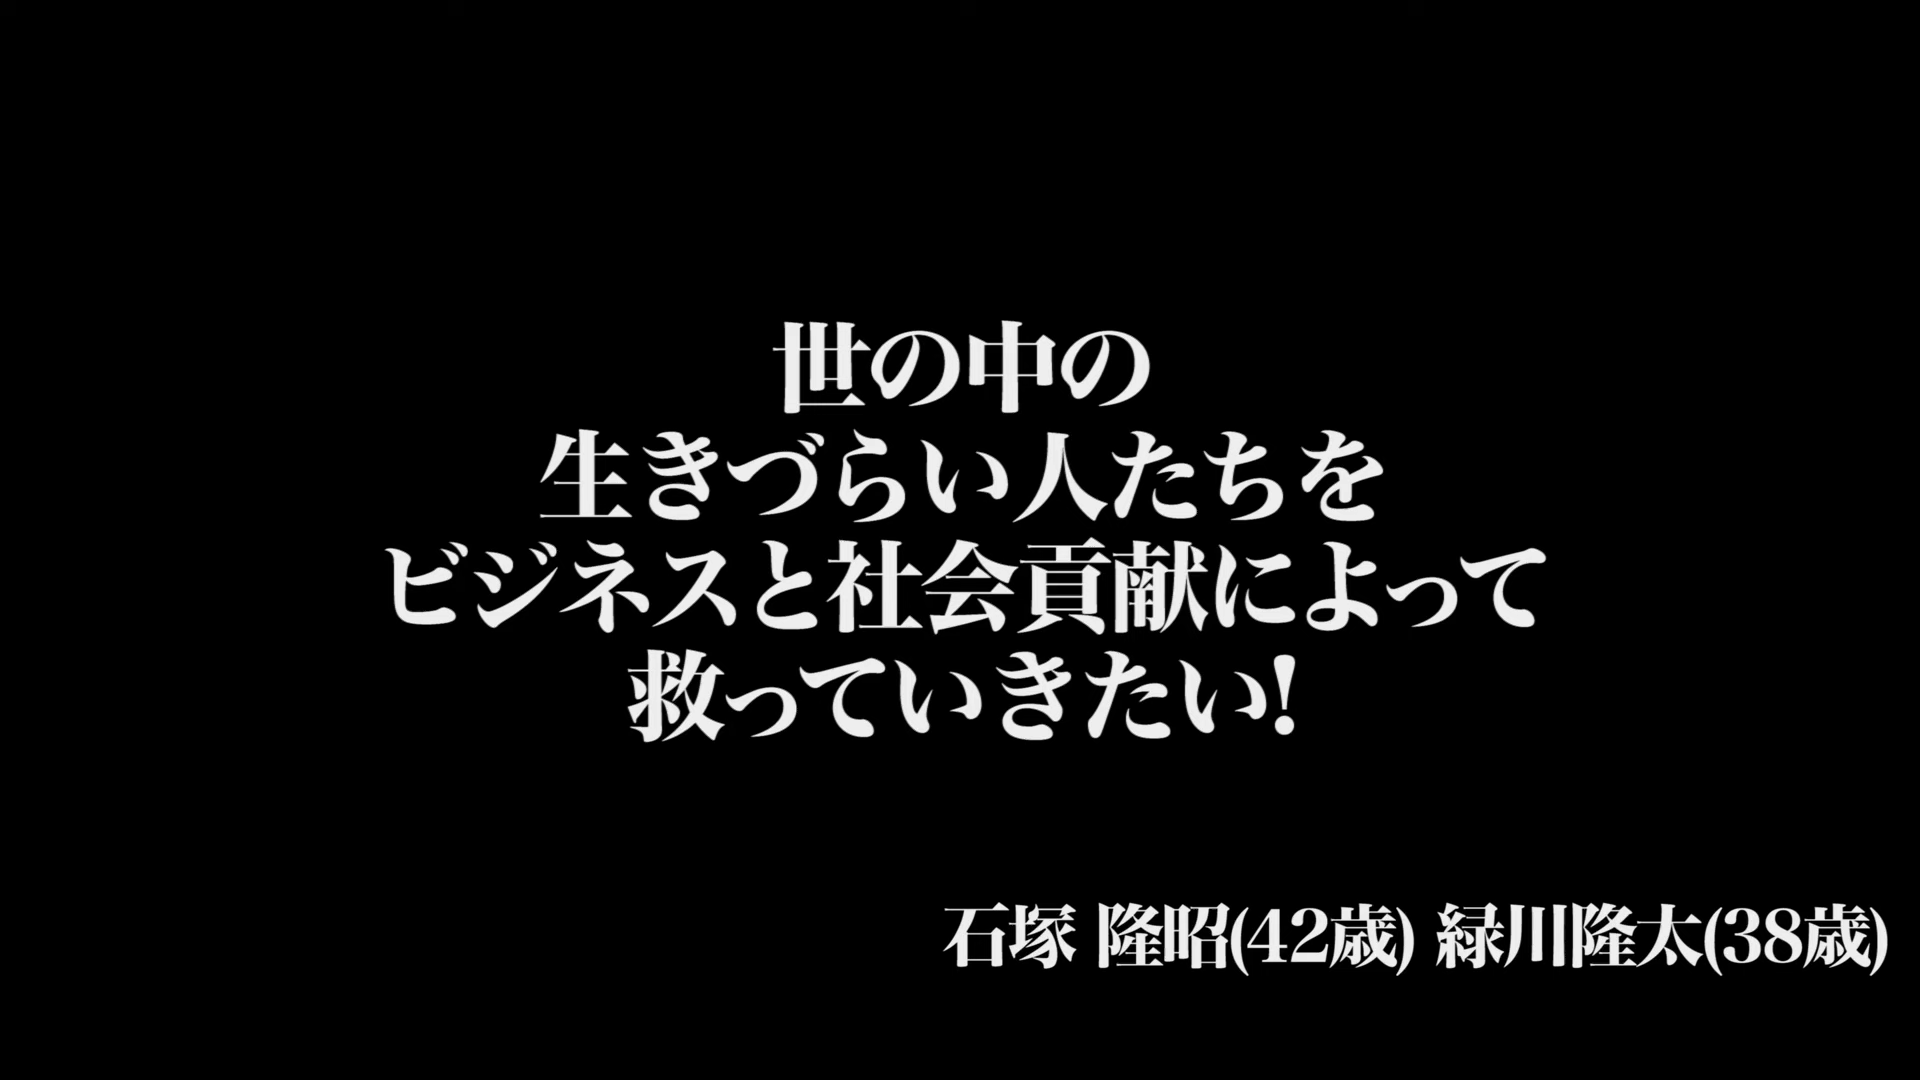 世の中の
生きづらい人たちを
ビジネスと社会貢献によって
救っていきたい!
石塚 隆昭(42歳) 緑川隆太(38歳)